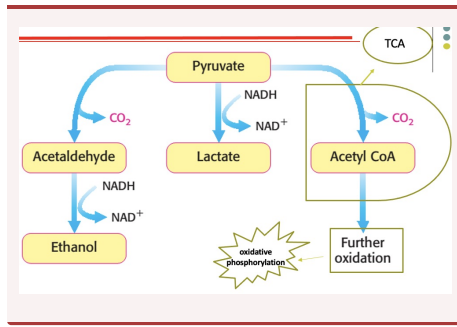 TCA
Pyruvate
NADH
NAD⁺
CO₂
CO₂
Acetaldehyde
Lactate
Acetyl CoA
NADH
NAD⁺
Ethanol
oxidative
phosphorylation
Further
oxidation